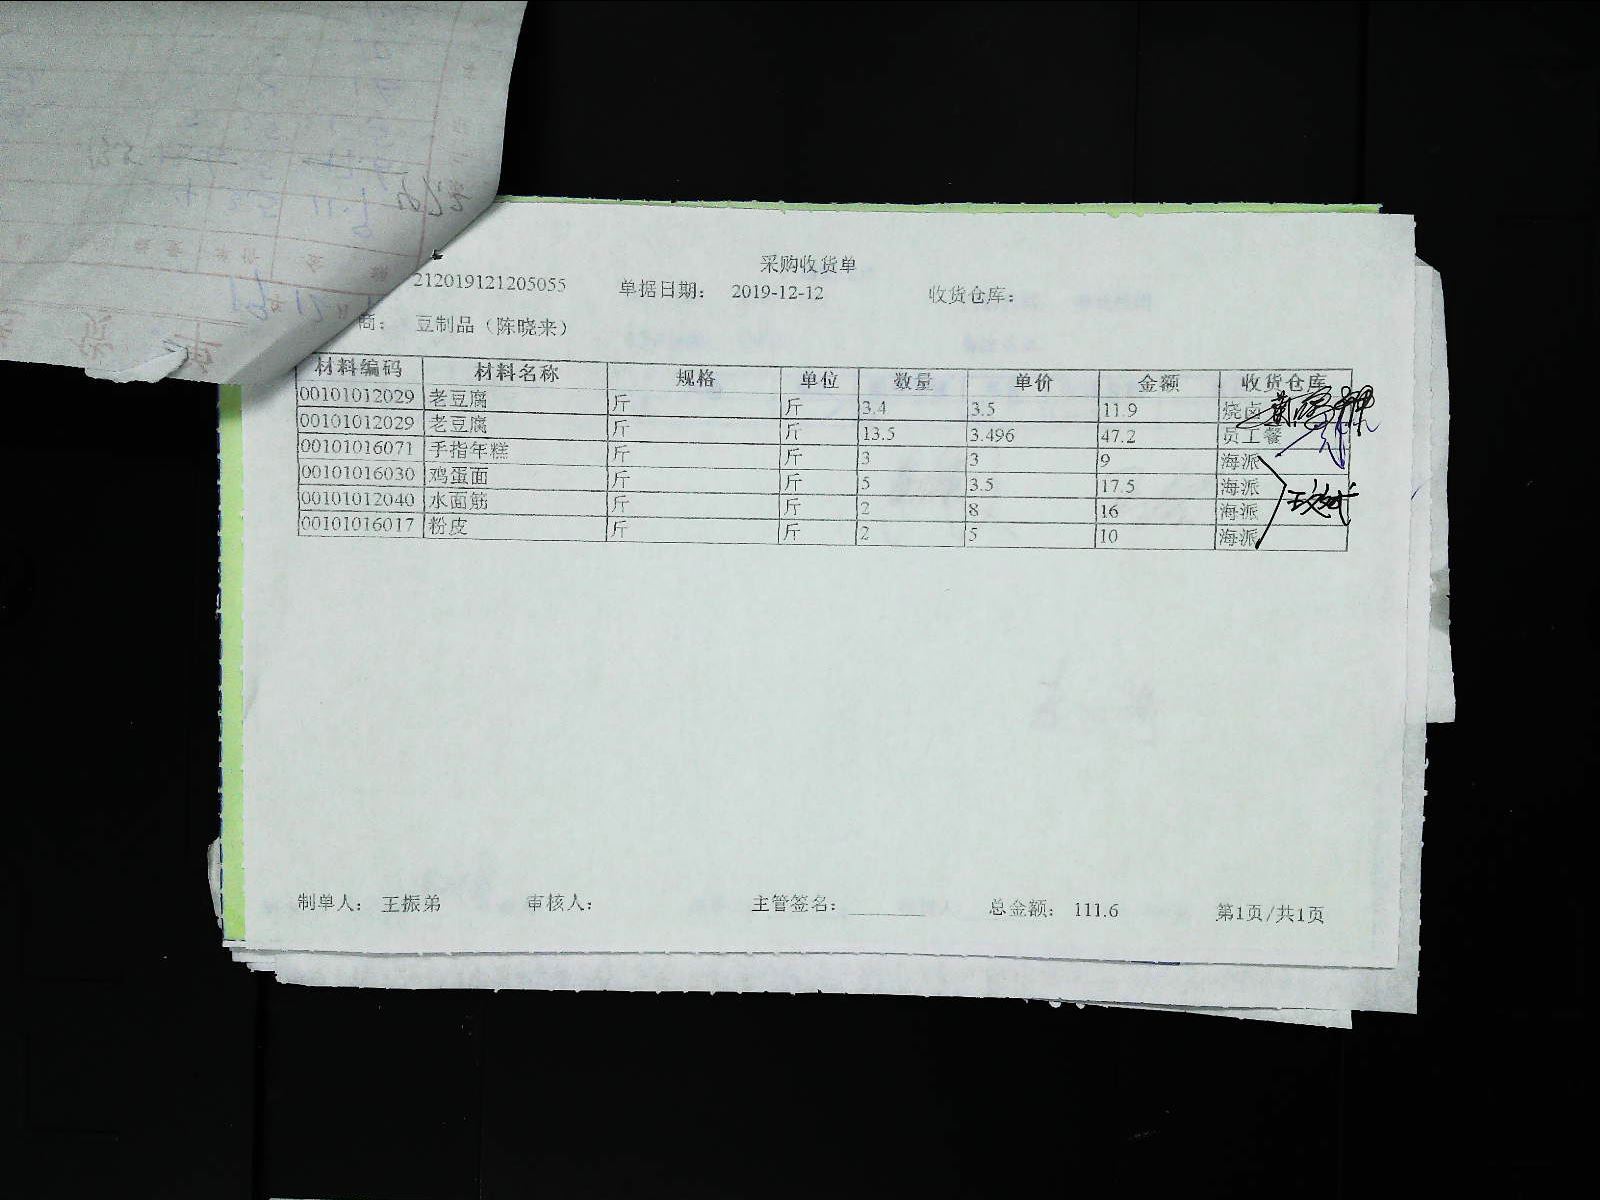 采购收货单
212019121205055 单据日期： 2019-12-12 收货仓库：
商： 豆制品（陈晓来）
材料编码 材料名称 规格 单位 数量 单价 金额 收货仓库
00101012029 老豆腐 斤 斤 3.4 3.5 11.9 烧卤
00101012029 老豆腐 斤 斤 13.5 3.496 47.2 员工餐
00101016071 手指年糕 斤 斤 3 3 9 海派
00101016030 鸡蛋面 斤 斤 5 3.5 17.5 海派
00101012040 水面筋 斤 斤 2 8 16 海派
00101016017 粉皮 斤 斤 2 5 10 海派
制单人： 王振弟 审核人： 主管签名： 总金额： 111.6 第1页/共1页